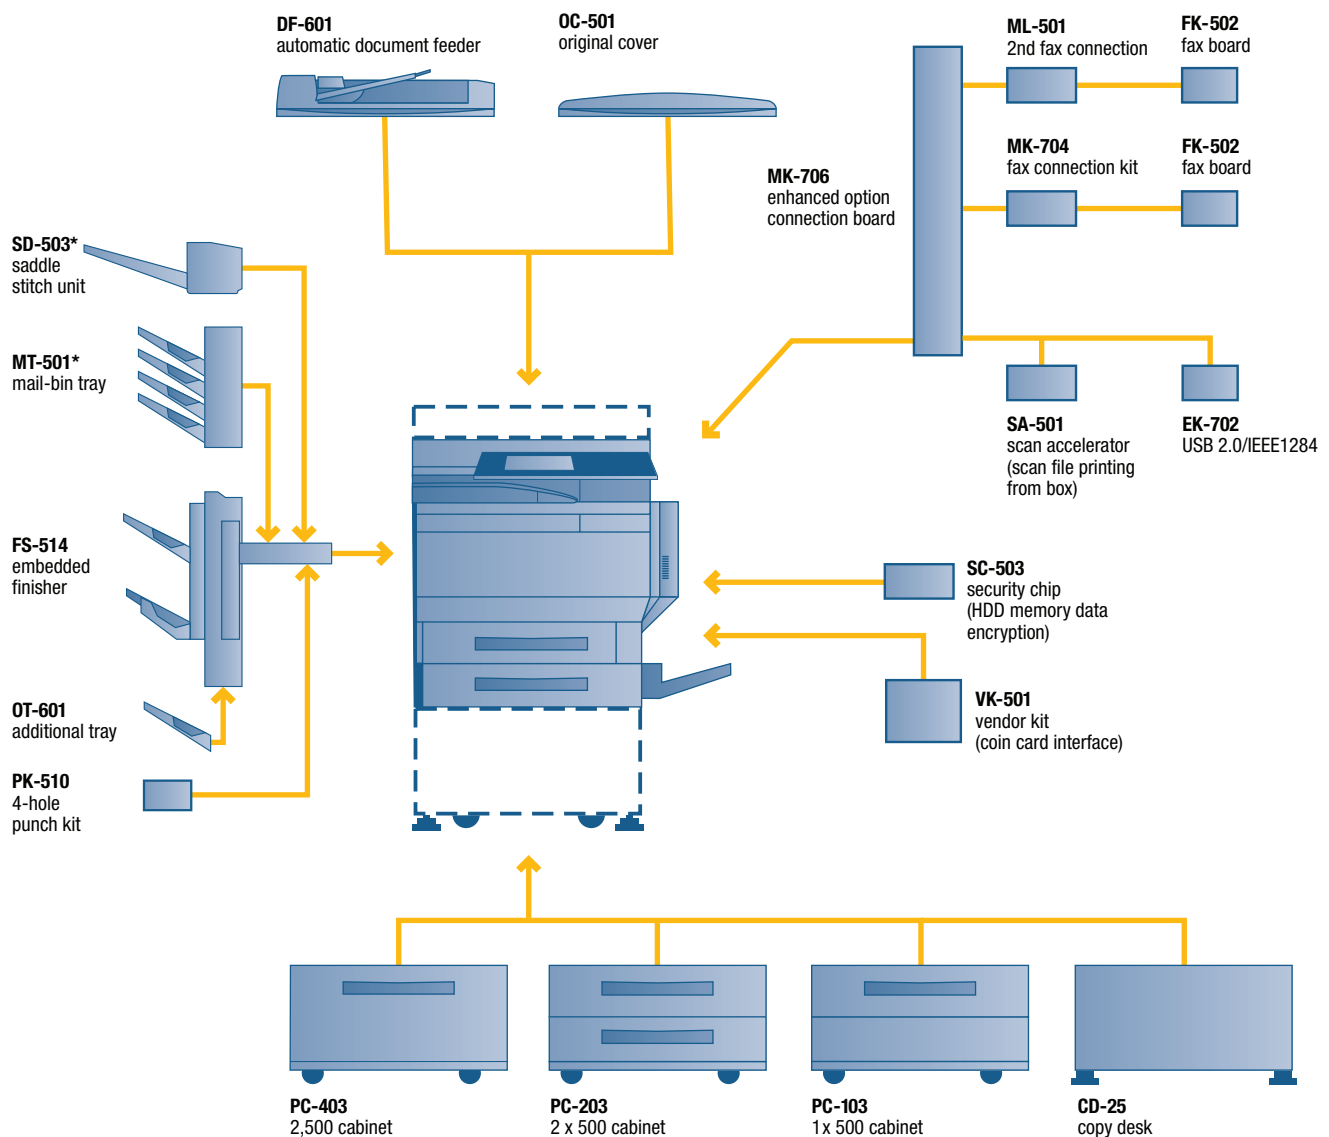 DF-601
automatic document feeder
OC-501
original cover
ML-501
2nd fax connection
FK-502
fax board
MK-706
enhanced option
connection board
MK-704
fax connection kit
FK-502
fax board
SD-503*
saddle
stitch unit
MT-501*
mail-bin tray
SA-501
scan accelerator
(scan file printing
from box)
EK-702
USB 2.0/IEEE1284
FS-514
embedded
finisher
SC-503
security chip
(HDD memory data
encryption)
OT-601
additional tray
VK-501
vendor kit
(coin card interface)
PK-510
4-hole
punch kit
PC-403
2,500 cabinet
PC-203
2 x 500 cabinet
PC-103
1x 500 cabinet
CD-25
copy desk